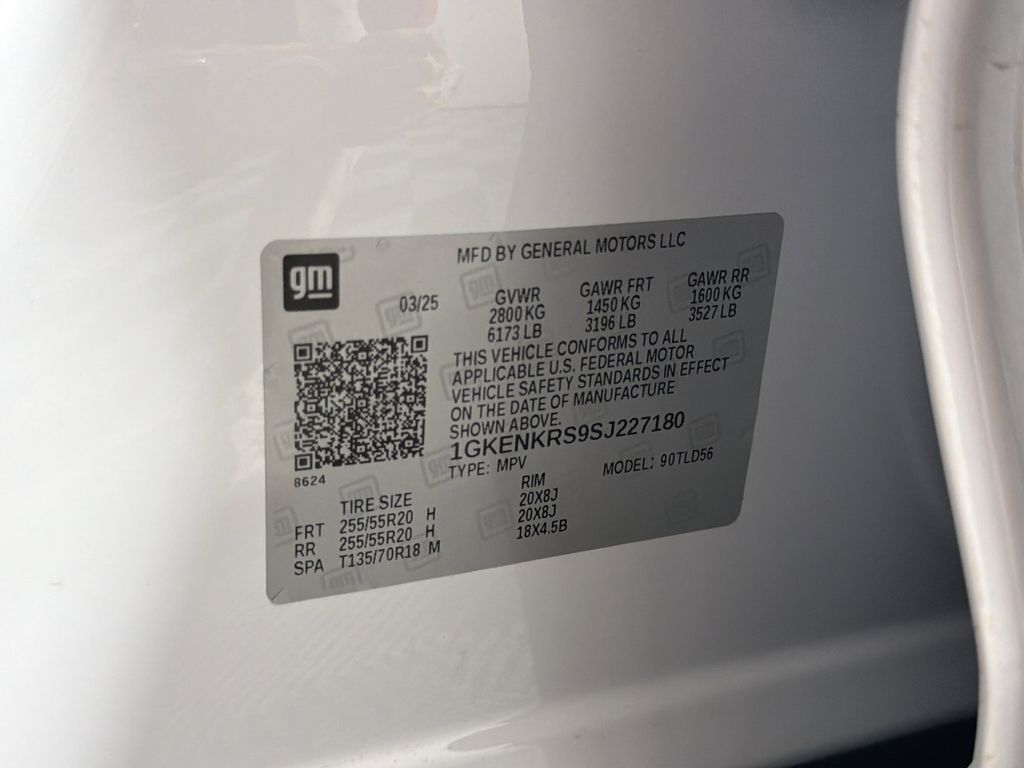 gm
MFD BY GENERAL MOTORS LLC
03/25 GVWR GAWR FRT GAWR RR
2800 KG 1450 KG 1600 KG
6173 LB 3196 LB 3527 LB
THIS VEHICLE CONFORMS TO ALL
APPLICABLE U.S. FEDERAL MOTOR
VEHICLE SAFETY STANDARDS IN EFFECT
ON THE DATE OF MANUFACTURE
SHOWN ABOVE.
1GKENKRS9SJ227180
8624
TYPE: MPV MODEL: 90TLD56
TIRE SIZE RIM
FRT 255/55R20 H 20X8J
RR 255/55R20 H 20X8J
SPA T135/70R18 M 18X4.5B